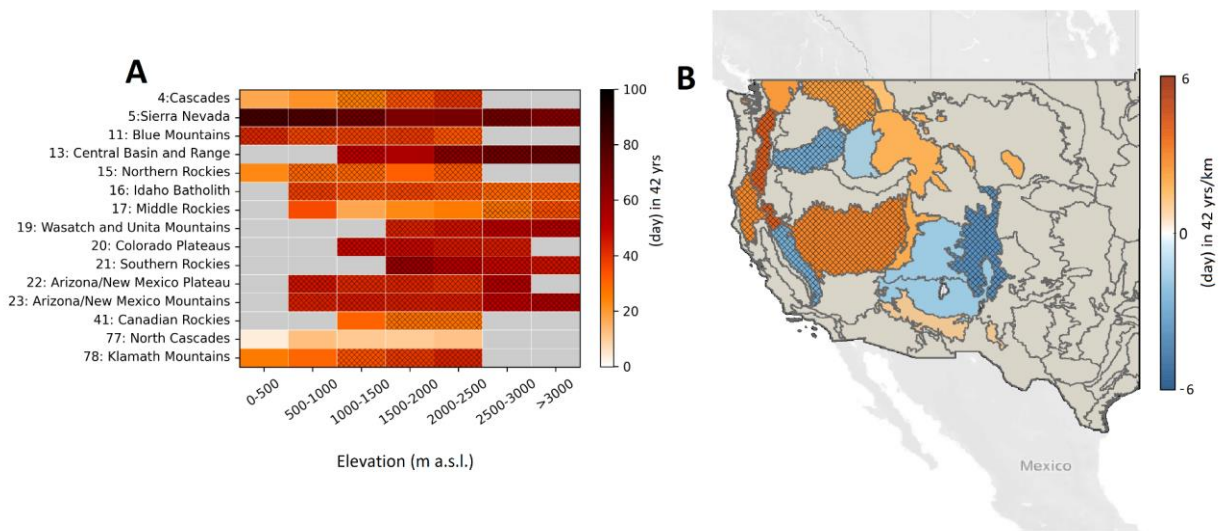 A
4:Cascades
5:Sierra Nevada
11: Blue Mountains
13: Central Basin and Range
15: Northern Rockies
16: Idaho Batholith
17: Middle Rockies
19: Wasatch and Unita Mountains
20: Colorado Plateaus
21: Southern Rockies
22: Arizona/New Mexico Plateau
23: Arizona/New Mexico Mountains
41: Canadian Rockies
77: North Cascades
78: Klamath Mountains
0-500
500-1000
1000-1500
1500-2000
2000-2500
2500-3000
>3000
Elevation (m a.s.l.)
100
80
60
40
20
0
(day) in 42 yrs
B
Mexico
6
0
-6
(day) in 42 yrs/km